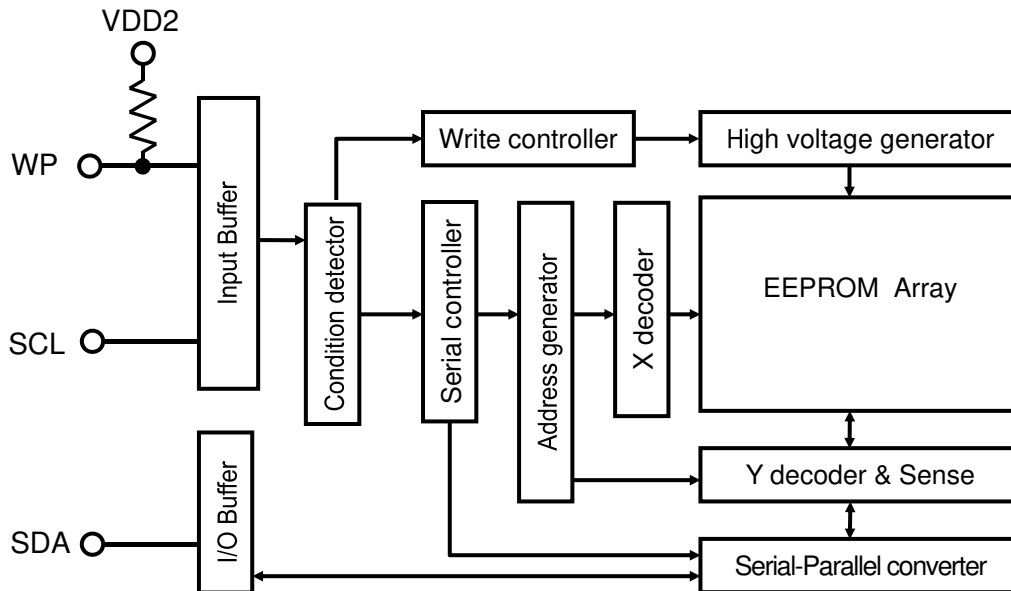 VDD2
WP
SCL
SDA
Input Buffer
I/O Buffer
Condition detector
Write controller
High voltage generator
Serial controller
Address generator
X decoder
EEPROM Array
Y decoder & Sense
Serial-Parallel converter